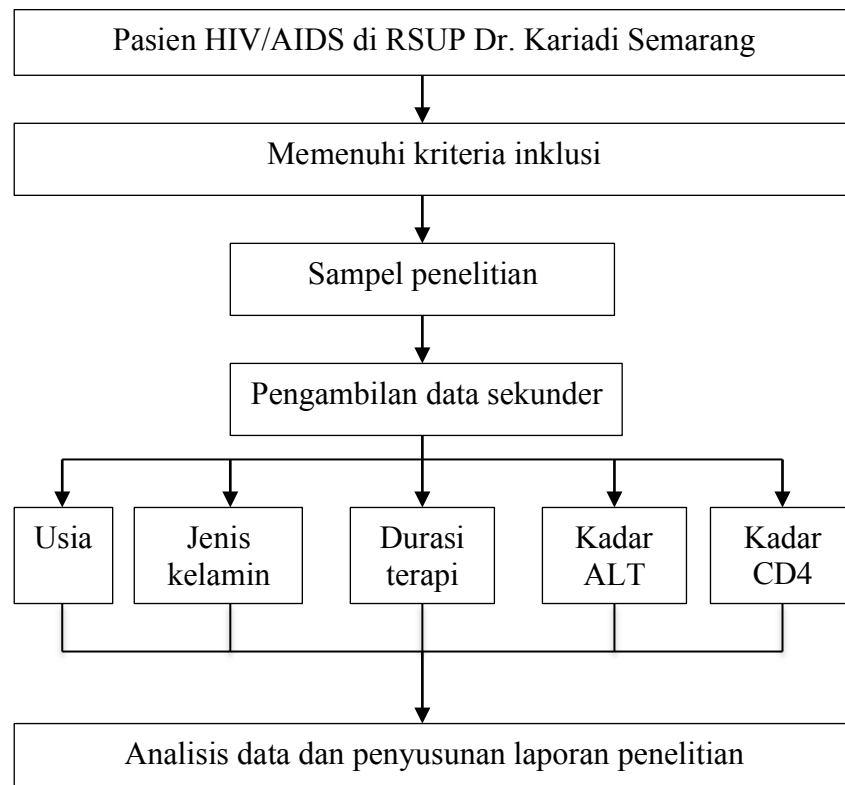 Pasien HIV/AIDS di RSUP Dr. Kariadi Semarang
Memenuhi kriteria inklusi
Sampel penelitian
Pengambilan data sekunder
Usia
Jenis
kelamin
Durasi
terapi
Kadar
ALT
Kadar
CD4
Analisis data dan penyusunan laporan penelitian